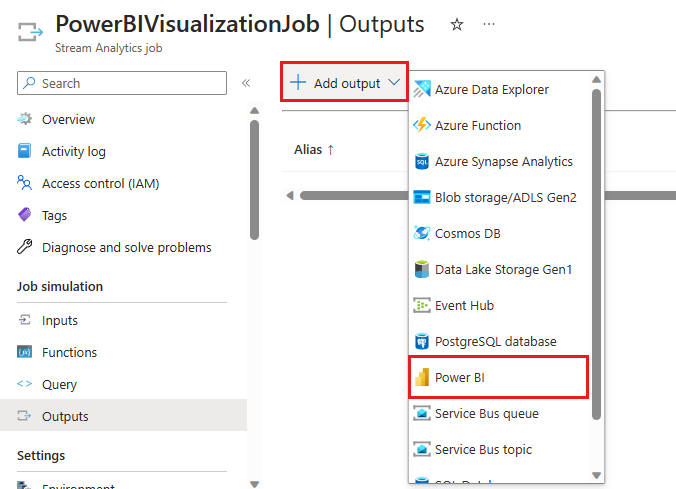 PowerBIVisualizationJob | Outputs
Stream Analytics job
Search
Overview
Activity log
Access control (IAM)
Tags
Diagnose and solve problems
Job simulation
Inputs
Functions
Query
Outputs
Settings
Environment
Add output
Alias ↑
Azure Data Explorer
Azure Function
Azure Synapse Analytics
Blob storage/ADLS Gen2
Cosmos DB
Data Lake Storage Gen1
Event Hub
PostgreSQL database
Power BI
Service Bus queue
Service Bus topic